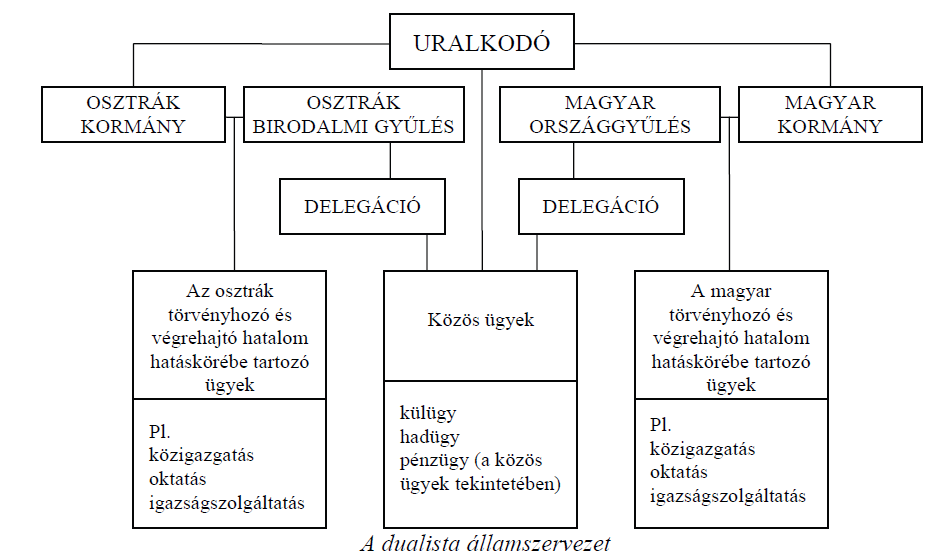 URALKODÓ
OSZTRÁK
KORMÁNY
OSZTRÁK
BIRODALMI GYŰLÉS
MAGYAR
ORSZÁGGYŰLÉS
MAGYAR
KORMÁNY
DELEGÁCIÓ
DELEGÁCIÓ
Az osztrák
törvényhozó és
végrehajtó hatalom
hatáskörébe tartozó
ügyek
Pl.
közigazgatás
oktatás
igazságszolgáltatás
Közös ügyek
külügy
hadügy
pénzügy (a közös
ügyek tekintetében)
A magyar
törvényhozó és
végrehajtó hatalom
hatáskörébe tartozó
ügyek
Pl.
közigazgatás
oktatás
igazságszolgáltatás
A dualista államszervezet